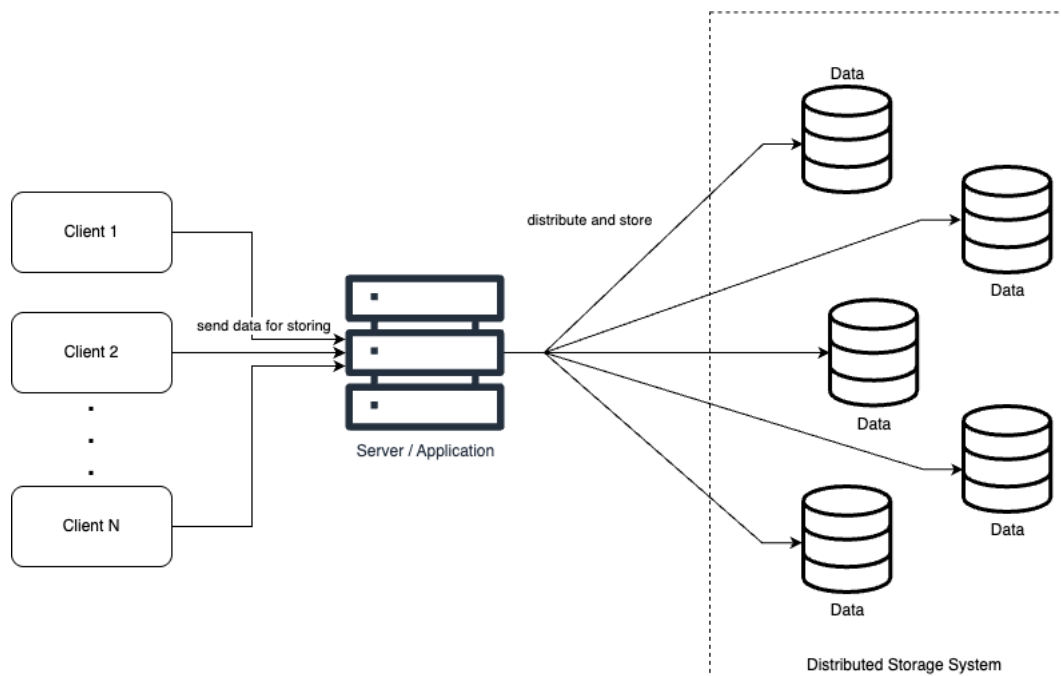 Data
distribute and store
Client 1
Data
send data for storing
Client 2
Data
Server / Application
Client N
Data
Data
Distributed Storage System